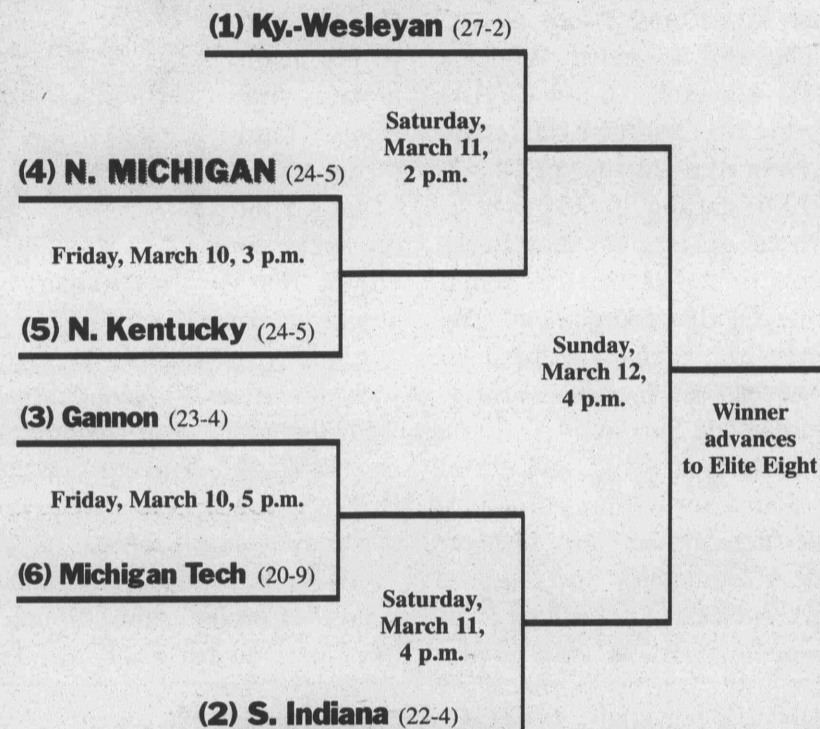 (1) Ky.-Wesleyan (27-2)
Saturday,
March 11,
2 p.m.
(4) N. MICHIGAN (24-5)
Friday, March 10, 3 p.m.
(5) N. Kentucky (24-5)
Sunday,
March 12,
4 p.m.
Winner
advances
to Elite Eight
(3) Gannon (23-4)
Friday, March 10, 5 p.m.
(6) Michigan Tech (20-9)
Saturday,
March 11,
4 p.m.
(2) S. Indiana (22-4)